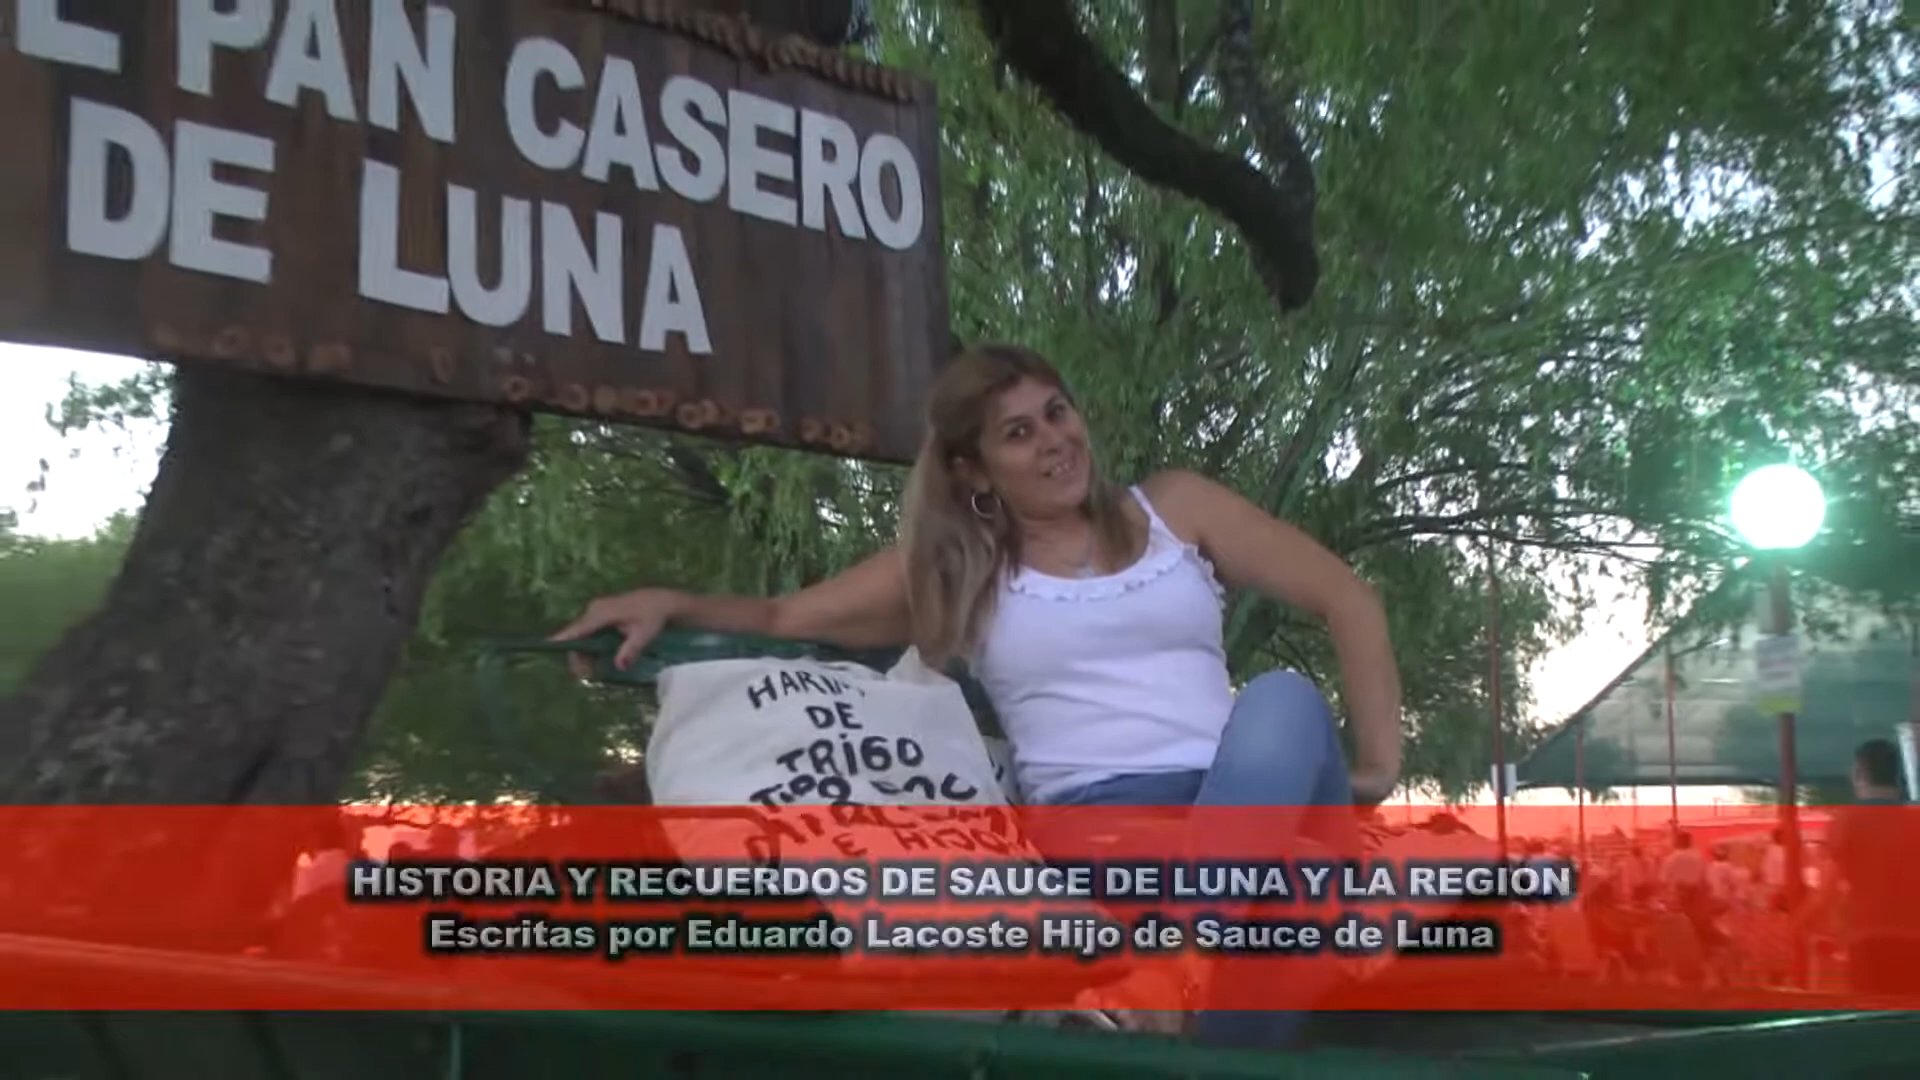 PAN CASERO
DE LUNA
DE
TRIGO
E HIJO
HISTORIA Y RECUERDOS DE SAUCE DE LUNA Y LA REGION
Escritas por Eduardo Lacoste Hijo de Sauce de Luna